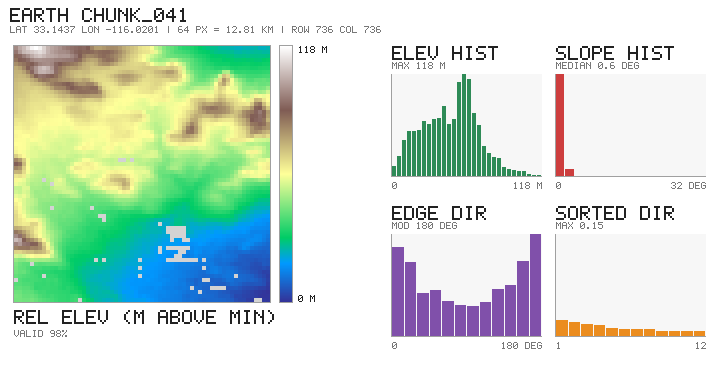 EARTH CHUNK_041
LAT 33.1437 LON -116.0201 | 64 PX = 12.81 KM | ROW 736 COL 736
118 M
0 M
REL ELEV (M ABOVE MIN)
VALID 98%
ELEV HIST
MAX 118 M
0 118 M
SLOPE HIST
MEDIAN 0.6 DEG
0 32 DEG
EDGE DIR
MOD 180 DEG
0 180 DEG
SORTED DIR
MAX 0.15
1 12